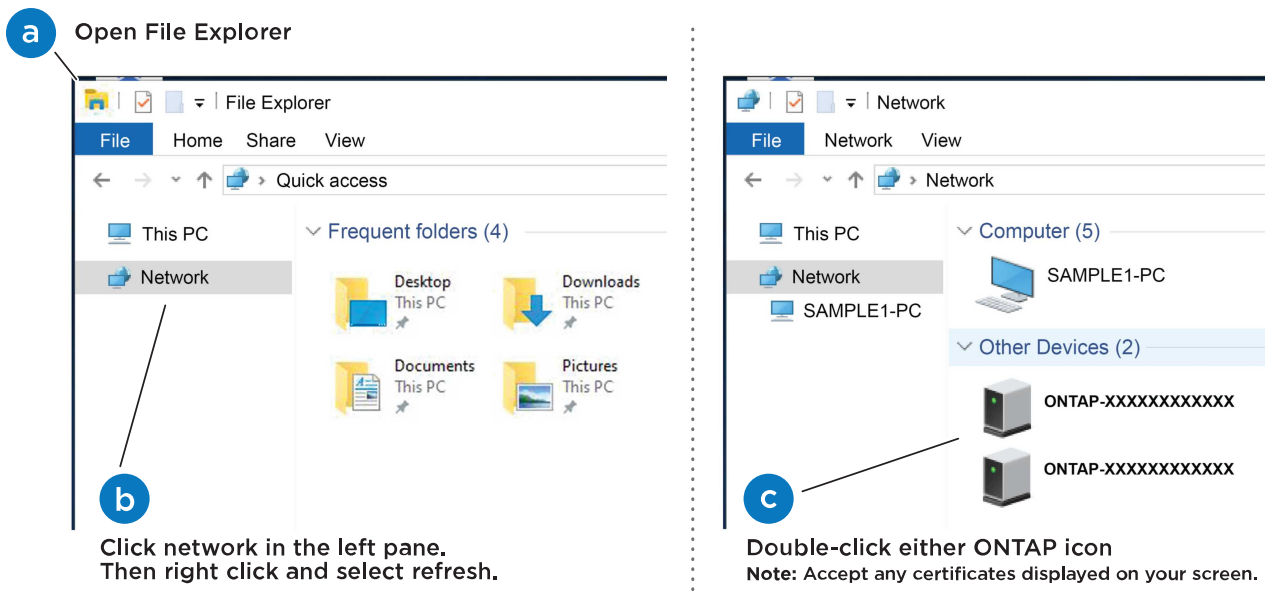 a
Open File Explorer
File Explorer
File Home Share View
Quick access
This PC
Network
Frequent folders (4)
Desktop
This PC
Downloads
This PC
Documents
This PC
Pictures
This PC
b
Click network in the left pane.
Then right click and select refresh.
Network
File Network View
Network
This PC
Network
SAMPLE1-PC
Computer (5)
SAMPLE1-PC
Other Devices (2)
ONTAP-XXXXXXXXXXXX
ONTAP-XXXXXXXXXXXX
c
Double-click either ONTAP icon
Note: Accept any certificates displayed on your screen.